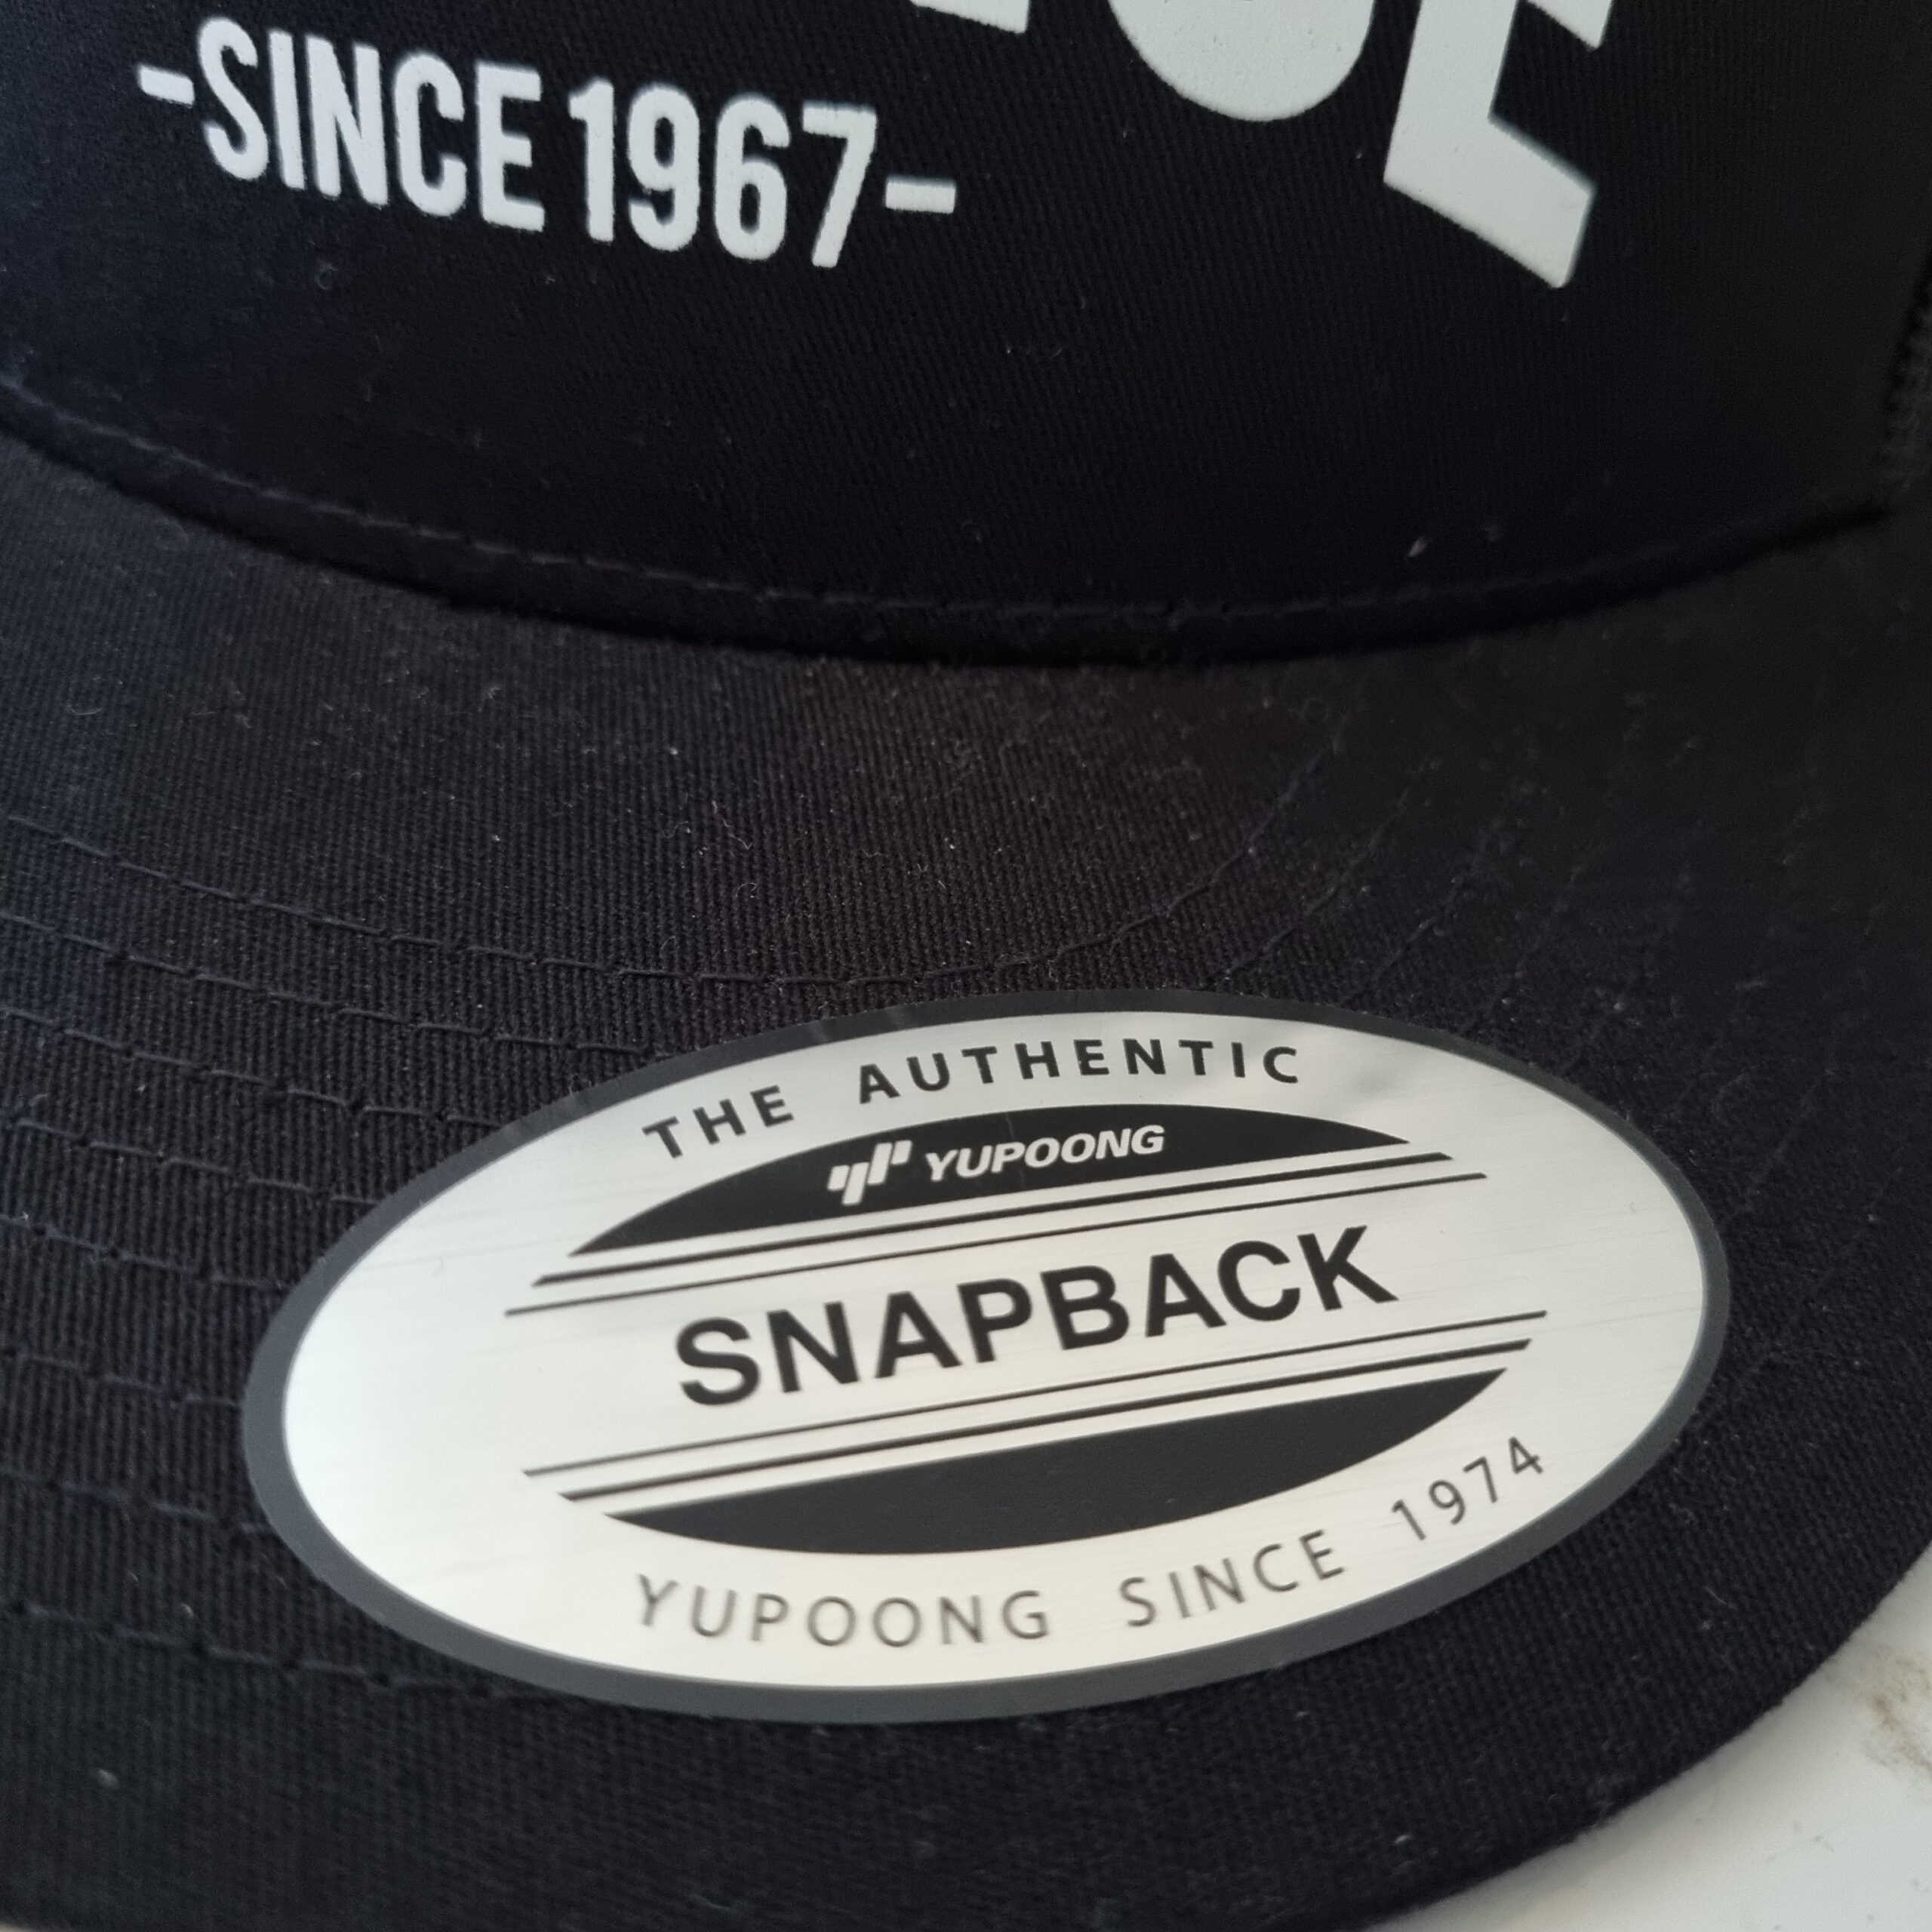 -SINCE 1967-
THE AUTHENTIC
YUPOONG
SNAPBACK
YUPOONG SINCE 1974